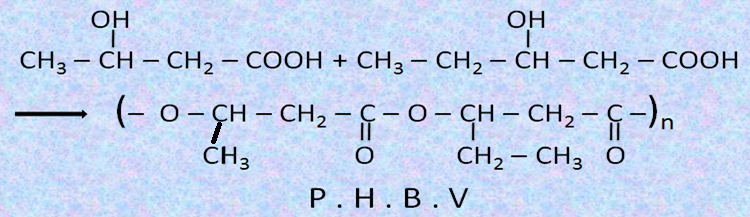 OH OH
CH₃ – CH – CH₂ – COOH + CH₃ – CH₂ – CH – CH₂ – COOH
(– O – CH – CH₂ – C – O – CH – CH₂ – C –)ₙ
CH₃ O CH₂ – CH₃ O
P . H . B . V